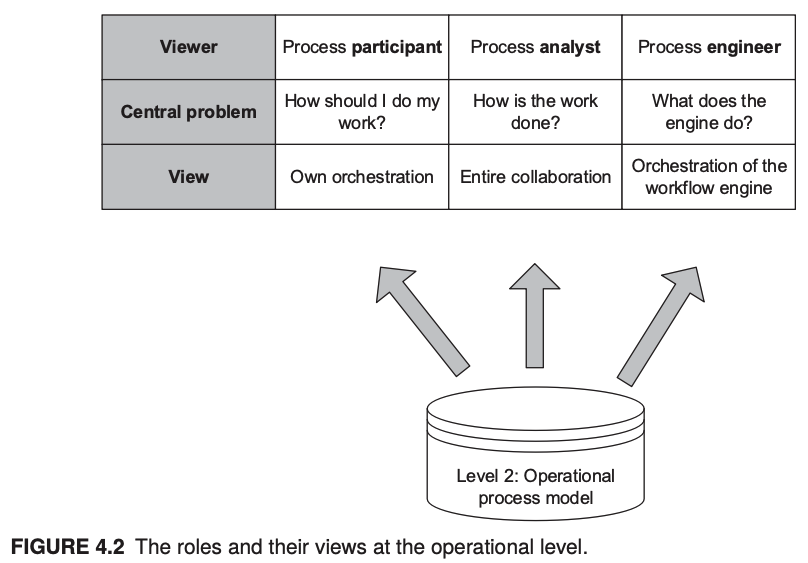 Viewer
Process participant
Process analyst
Process engineer
Central problem
How should I do my
work?
How is the work
done?
What does the
engine do?
View
Own orchestration
Entire collaboration
Orchestration of the
workflow engine
Level 2: Operational
process model
FIGURE 4.2 The roles and their views at the operational level.